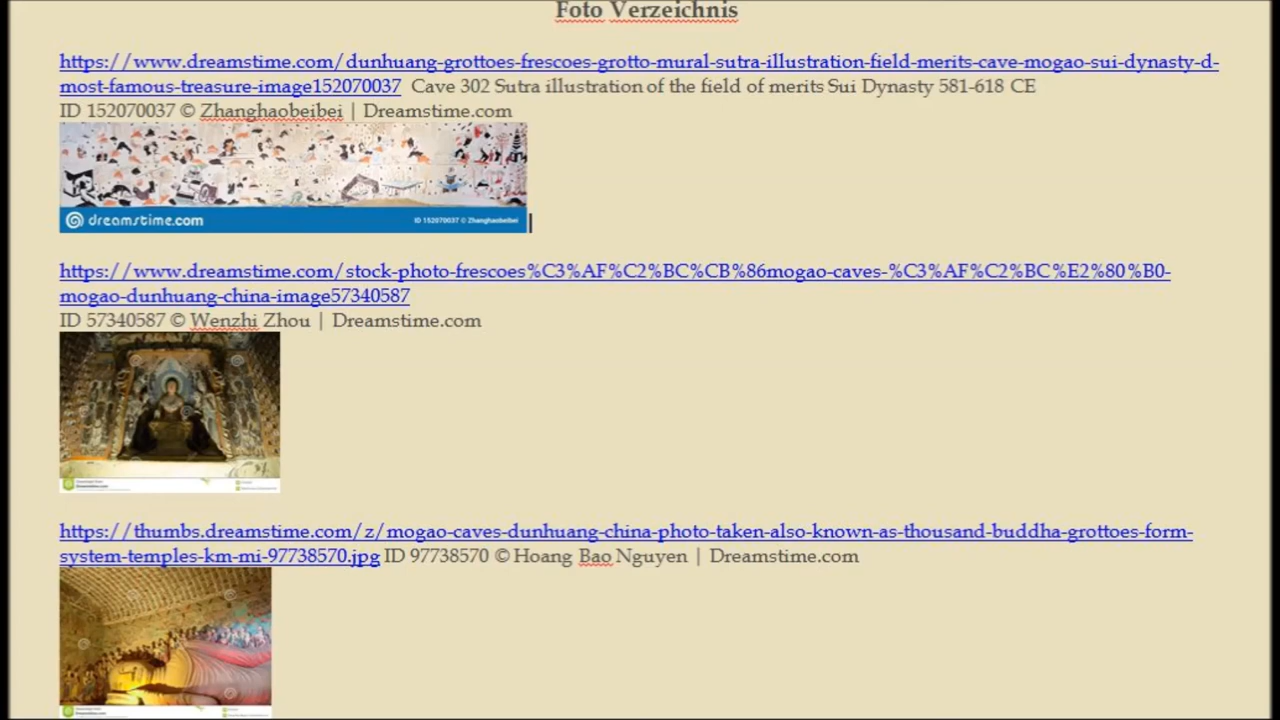 Foto Verzeichnis
https://www.dreamstime.com/dunhuang-grottoes-frescoes-grotto-mural-sutra-illustration-field-merits-cave-mogao-sui-dynasty-d-
most-famous-treasure-image152070037 Cave 302 Sutra illustration of the field of merits Sui Dynasty 581-618 CE
ID 152070037 © Zhanghaobeibei | Dreamstime.com
dreamstime.com ID 152070037 © Zhanghaobeibei
https://www.dreamstime.com/stock-photo-frescoes%C3%AF%C2%BC%CB%86mogao-caves-%C3%AF%C2%BC%E2%80%B0-
mogao-dunhuang-china-image57340587
ID 57340587 © Wenzhi Zhou | Dreamstime.com
https://thumbs.dreamstime.com/z/mogao-caves-dunhuang-china-photo-taken-also-known-as-thousand-buddha-grottoes-form-
system-temples-km-mi-97738570.jpg ID 97738570 © Hoang Bao Nguyen | Dreamstime.com